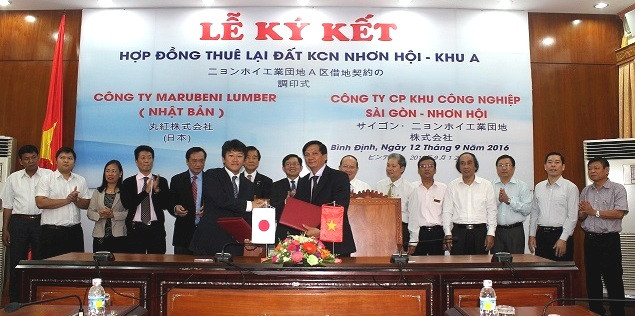 LỄ KÝ KẾT
HỢP ĐỒNG THUÊ LẠI ĐẤT KCN NHƠN HỘI - KHU A
ニョンホイ工業団地A区借地契約の
調印式
CÔNG TY MARUBENI LUMBER
( NHẬT BẢN )
丸紅株式会社
(日本)
CÔNG TY CP KHU CÔNG NGHIỆP
SÀI GÒN - NHƠN HỘI
サイゴン・ニョンホイ工業団地
株式会社
Bình Định, ngày 12 tháng 9 năm 2016